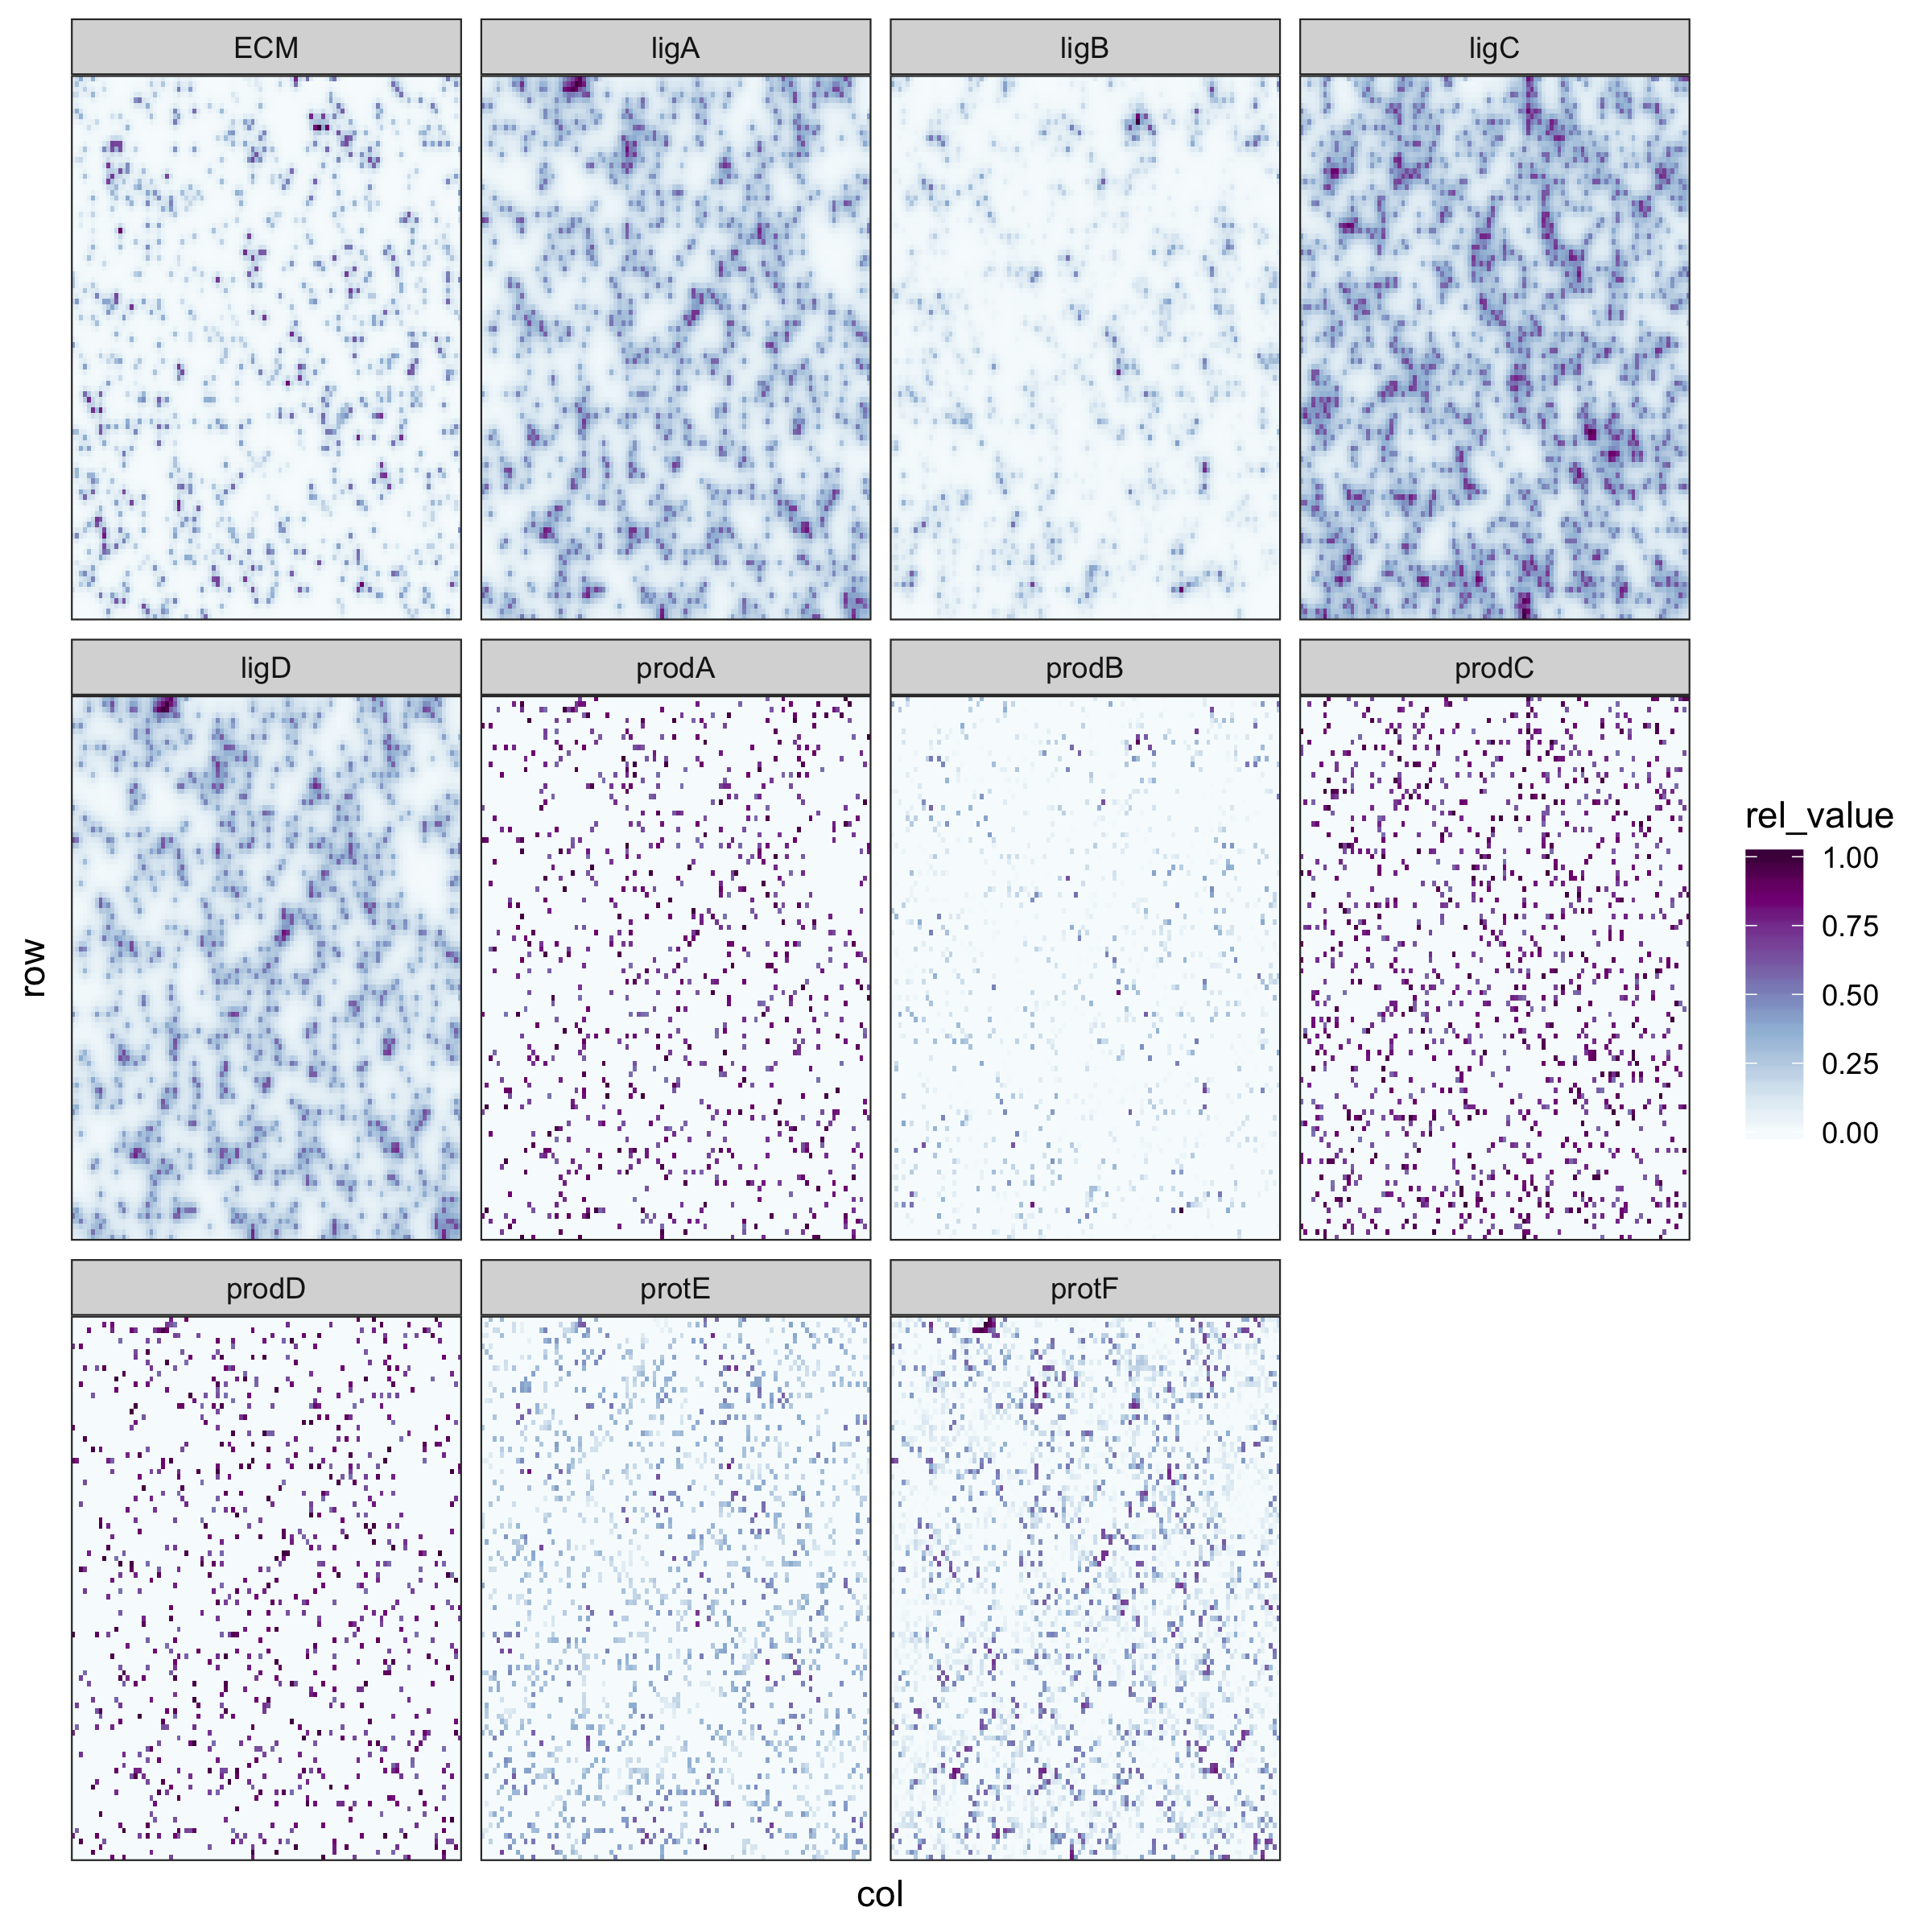 ECM
ligA
ligB
ligC
ligD
prodA
prodB
prodC
prodD
protE
protF
row
col
rel_value
1.00
0.75
0.50
0.25
0.00